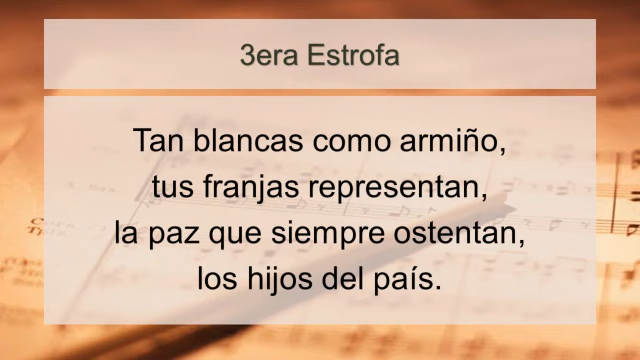 3era Estrofa
Tan blancas como armiño,
tus franjas representan,
la paz que siempre ostentan,
los hijos del país.